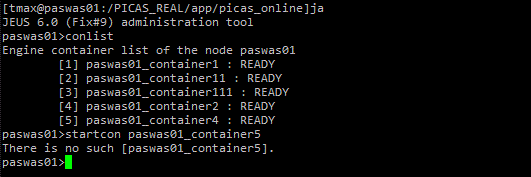 [tmax@paswas01:/PICAS_REAL/app/picas_online]ja
JEUS 6.0 (Fix#9) administration tool
paswas01>conlist
Engine container list of the node paswas01
[1] paswas01_container1 : READY
[2] paswas01_container11 : READY
[3] paswas01_container111 : READY
[4] paswas01_container2 : READY
[5] paswas01_container4 : READY
paswas01>startcon paswas01_container5
There is no such [paswas01_container5].
paswas01>